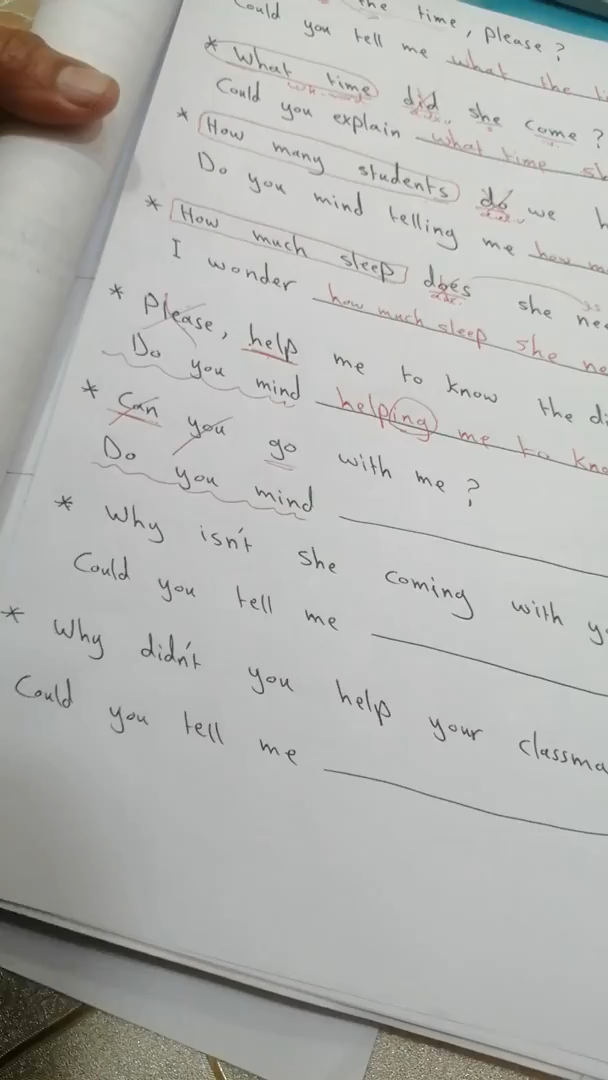 the time, please?
Could you tell me what the
* What time did she come?
wh-word
Could you explain what time
* How many students do we
Do you mind telling me how
* How much sleep does she
I wonder how much sleep she
* Please, help me to know the
Do you mind helping me to
* Can you go with me?
Do you mind
* Why isn't she coming with
Could you tell me
* Why didn't you help your
Could you tell me